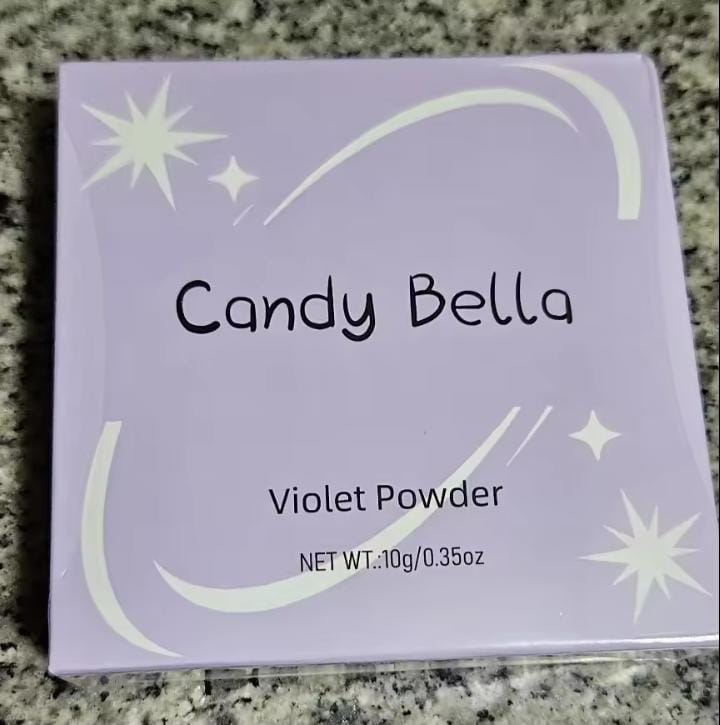 Candy Bella
Violet Powder
NET WT.:10g/0.35oz